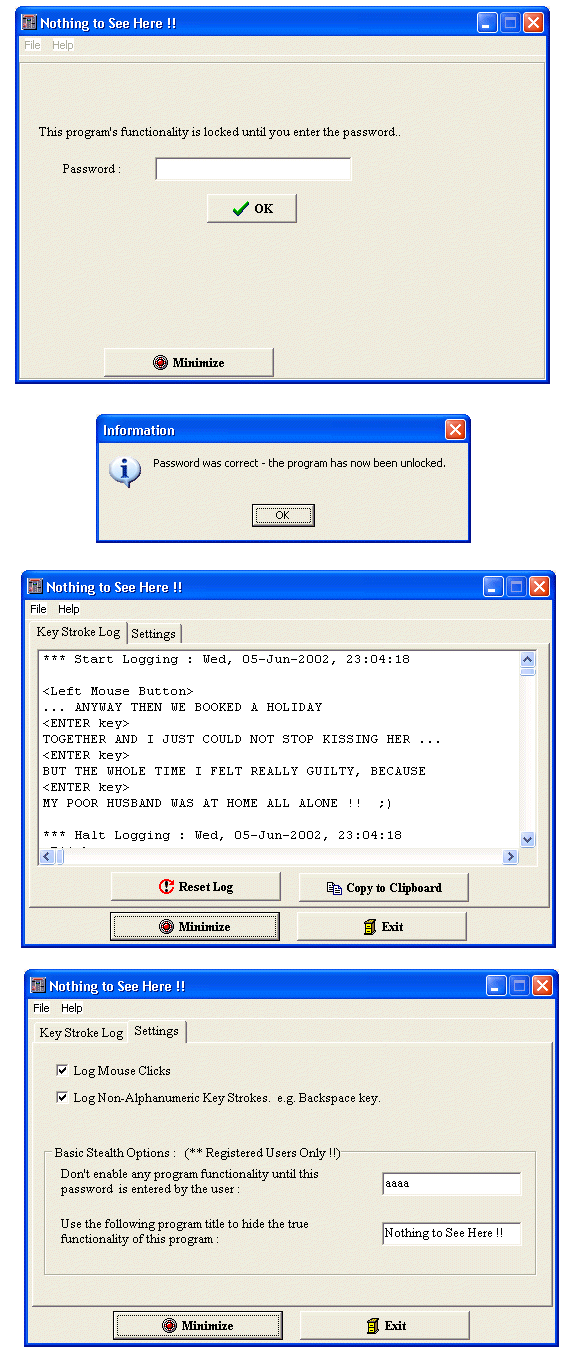 Nothing to See Here !!
File Help
This program's functionality is locked until you enter the password..
Password :
OK
Minimize
Information
Password was correct - the program has now been unlocked.
OK
Nothing to See Here !!
File Help
Key Stroke Log Settings
*** Start Logging : Wed, 05-Jun-2002, 23:04:18
<Left Mouse Button>
... ANYWAY THEN WE BOOKED A HOLIDAY
<ENTER key>
TOGETHER AND I JUST COULD NOT STOP KISSING HER ...
<ENTER key>
BUT THE WHOLE TIME I FELT REALLY GUILTY, BECAUSE
<ENTER key>
MY POOR HUSBAND WAS AT HOME ALL ALONE !! ;)
*** Halt Logging : Wed, 05-Jun-2002, 23:04:18
Reset Log Copy to Clipboard
Minimize Exit
Nothing to See Here !!
File Help
Key Stroke Log Settings
Log Mouse Clicks
Log Non-Alphanumeric Key Strokes. e.g. Backspace key.
Basic Stealth Options : (** Registered Users Only !!)
Don't enable any program functionality until this
password is entered by the user :
aaaa
Use the following program title to hide the true
functionality of this program :
Nothing to See Here !!
Minimize Exit